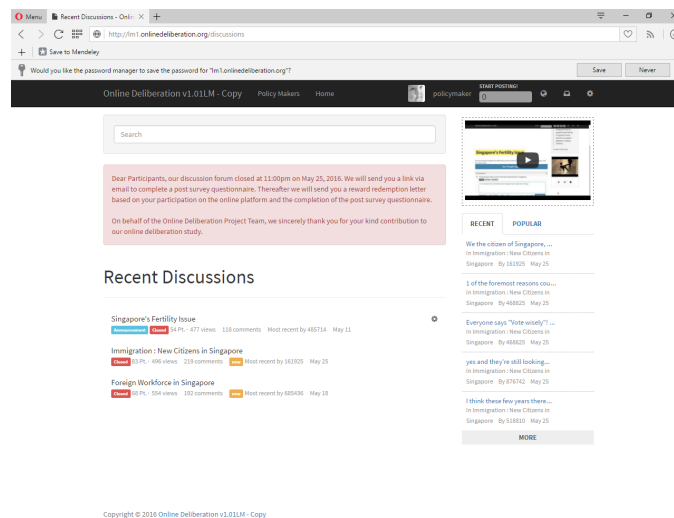 Menu
Recent Discussions - Onlin
http://lm1.onlinedeliberation.org/discussions
Save to Mendeley
Would you like the password manager to save the password for "lm1.onlinedeliberation.org"?
Save
Never
Online Deliberation v1.01LM - Copy
Policy Makers
Home
policymaker
START POSTING!
0
Search
Dear Participants, our discussion forum closed at 11:00pm on May 25, 2016. We will send you a link via
email to complete a post survey questionnaire. Thereafter we will send you a reward redemption letter
based on your participation on the online platform and the completion of the post survey questionnaire.
On behalf of the Online Deliberation Project Team, we sincerely thank you for your kind contribution to
our online deliberation study.
Recent Discussions
Singapore's Fertility Issue
Announcement Closed 54 Pt. · 477 views 118 comments Most recent by 485714 May 11
Immigration : New Citizens in Singapore
Closed 63 Pt. · 496 views 219 comments new Most recent by 161925 May 25
Foreign Workforce in Singapore
Closed 68 Pt. · 554 views 192 comments new Most recent by 685436 May 18
Singapore's Fertility Issue
RECENT
POPULAR
We the citizen of Singapore, ...
In Immigration : New Citizens in
Singapore By 161925 May 25
1 of the foremost reasons cou...
In Immigration : New Citizens in
Singapore By 468825 May 25
Everyone says "Vote wisely"! ...
In Immigration : New Citizens in
Singapore By 468825 May 25
yes and they're still looking...
In Immigration : New Citizens in
Singapore By 876742 May 25
I think these few years there...
In Immigration : New Citizens in
Singapore By 518810 May 25
MORE
Copyright © 2016 Online Deliberation v1.01LM - Copy